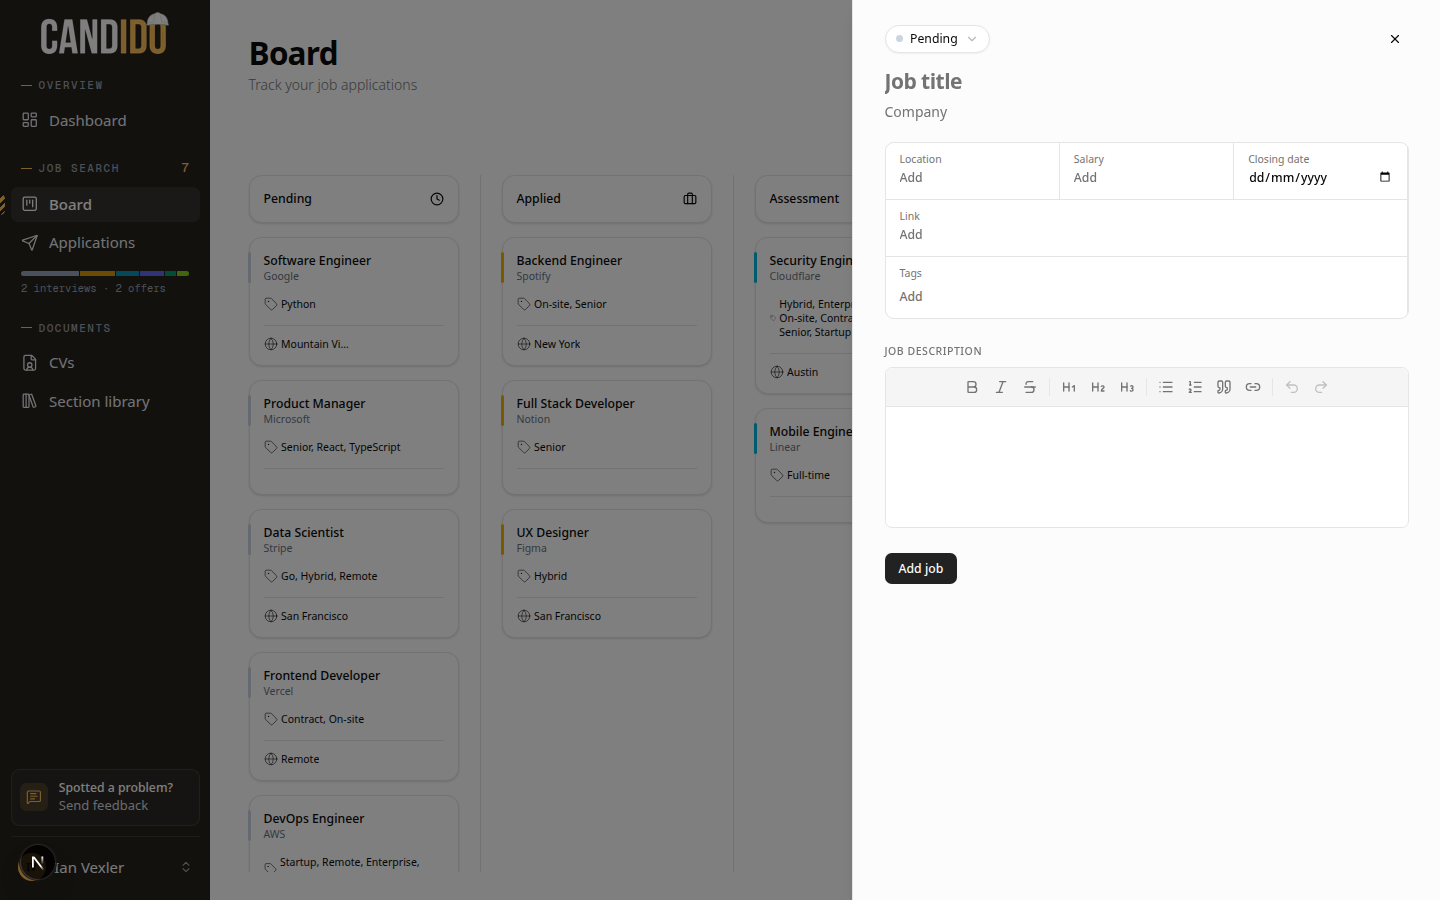 CANDIDO
OVERVIEW
Dashboard
JOB SEARCH 7
Board
Applications
2 interviews · 2 offers
DOCUMENTS
CVs
Section library
Spotted a problem?
Send feedback
N
Ian Vexler
Board
Track your job applications
Pending
Software Engineer
Google
Python
Mountain Vi...
Product Manager
Microsoft
Senior, React, TypeScript
Data Scientist
Stripe
Go, Hybrid, Remote
San Francisco
Frontend Developer
Vercel
Contract, On-site
Remote
DevOps Engineer
AWS
Startup, Remote, Enterprise,
Applied
Backend Engineer
Spotify
On-site, Senior
New York
Full Stack Developer
Notion
Senior
UX Designer
Figma
Hybrid
San Francisco
Assessment
Security Engin
Cloudflare
Hybrid, Enterp
On-site, Contra
Senior, Startup
Austin
Mobile Engine
Linear
Full-time
Pending
Job title
Company
Location
Add
Salary
Add
Closing date
dd/mm/yyyy
Link
Add
Tags
Add
JOB DESCRIPTION
B I S H1 H2 H3
Add job